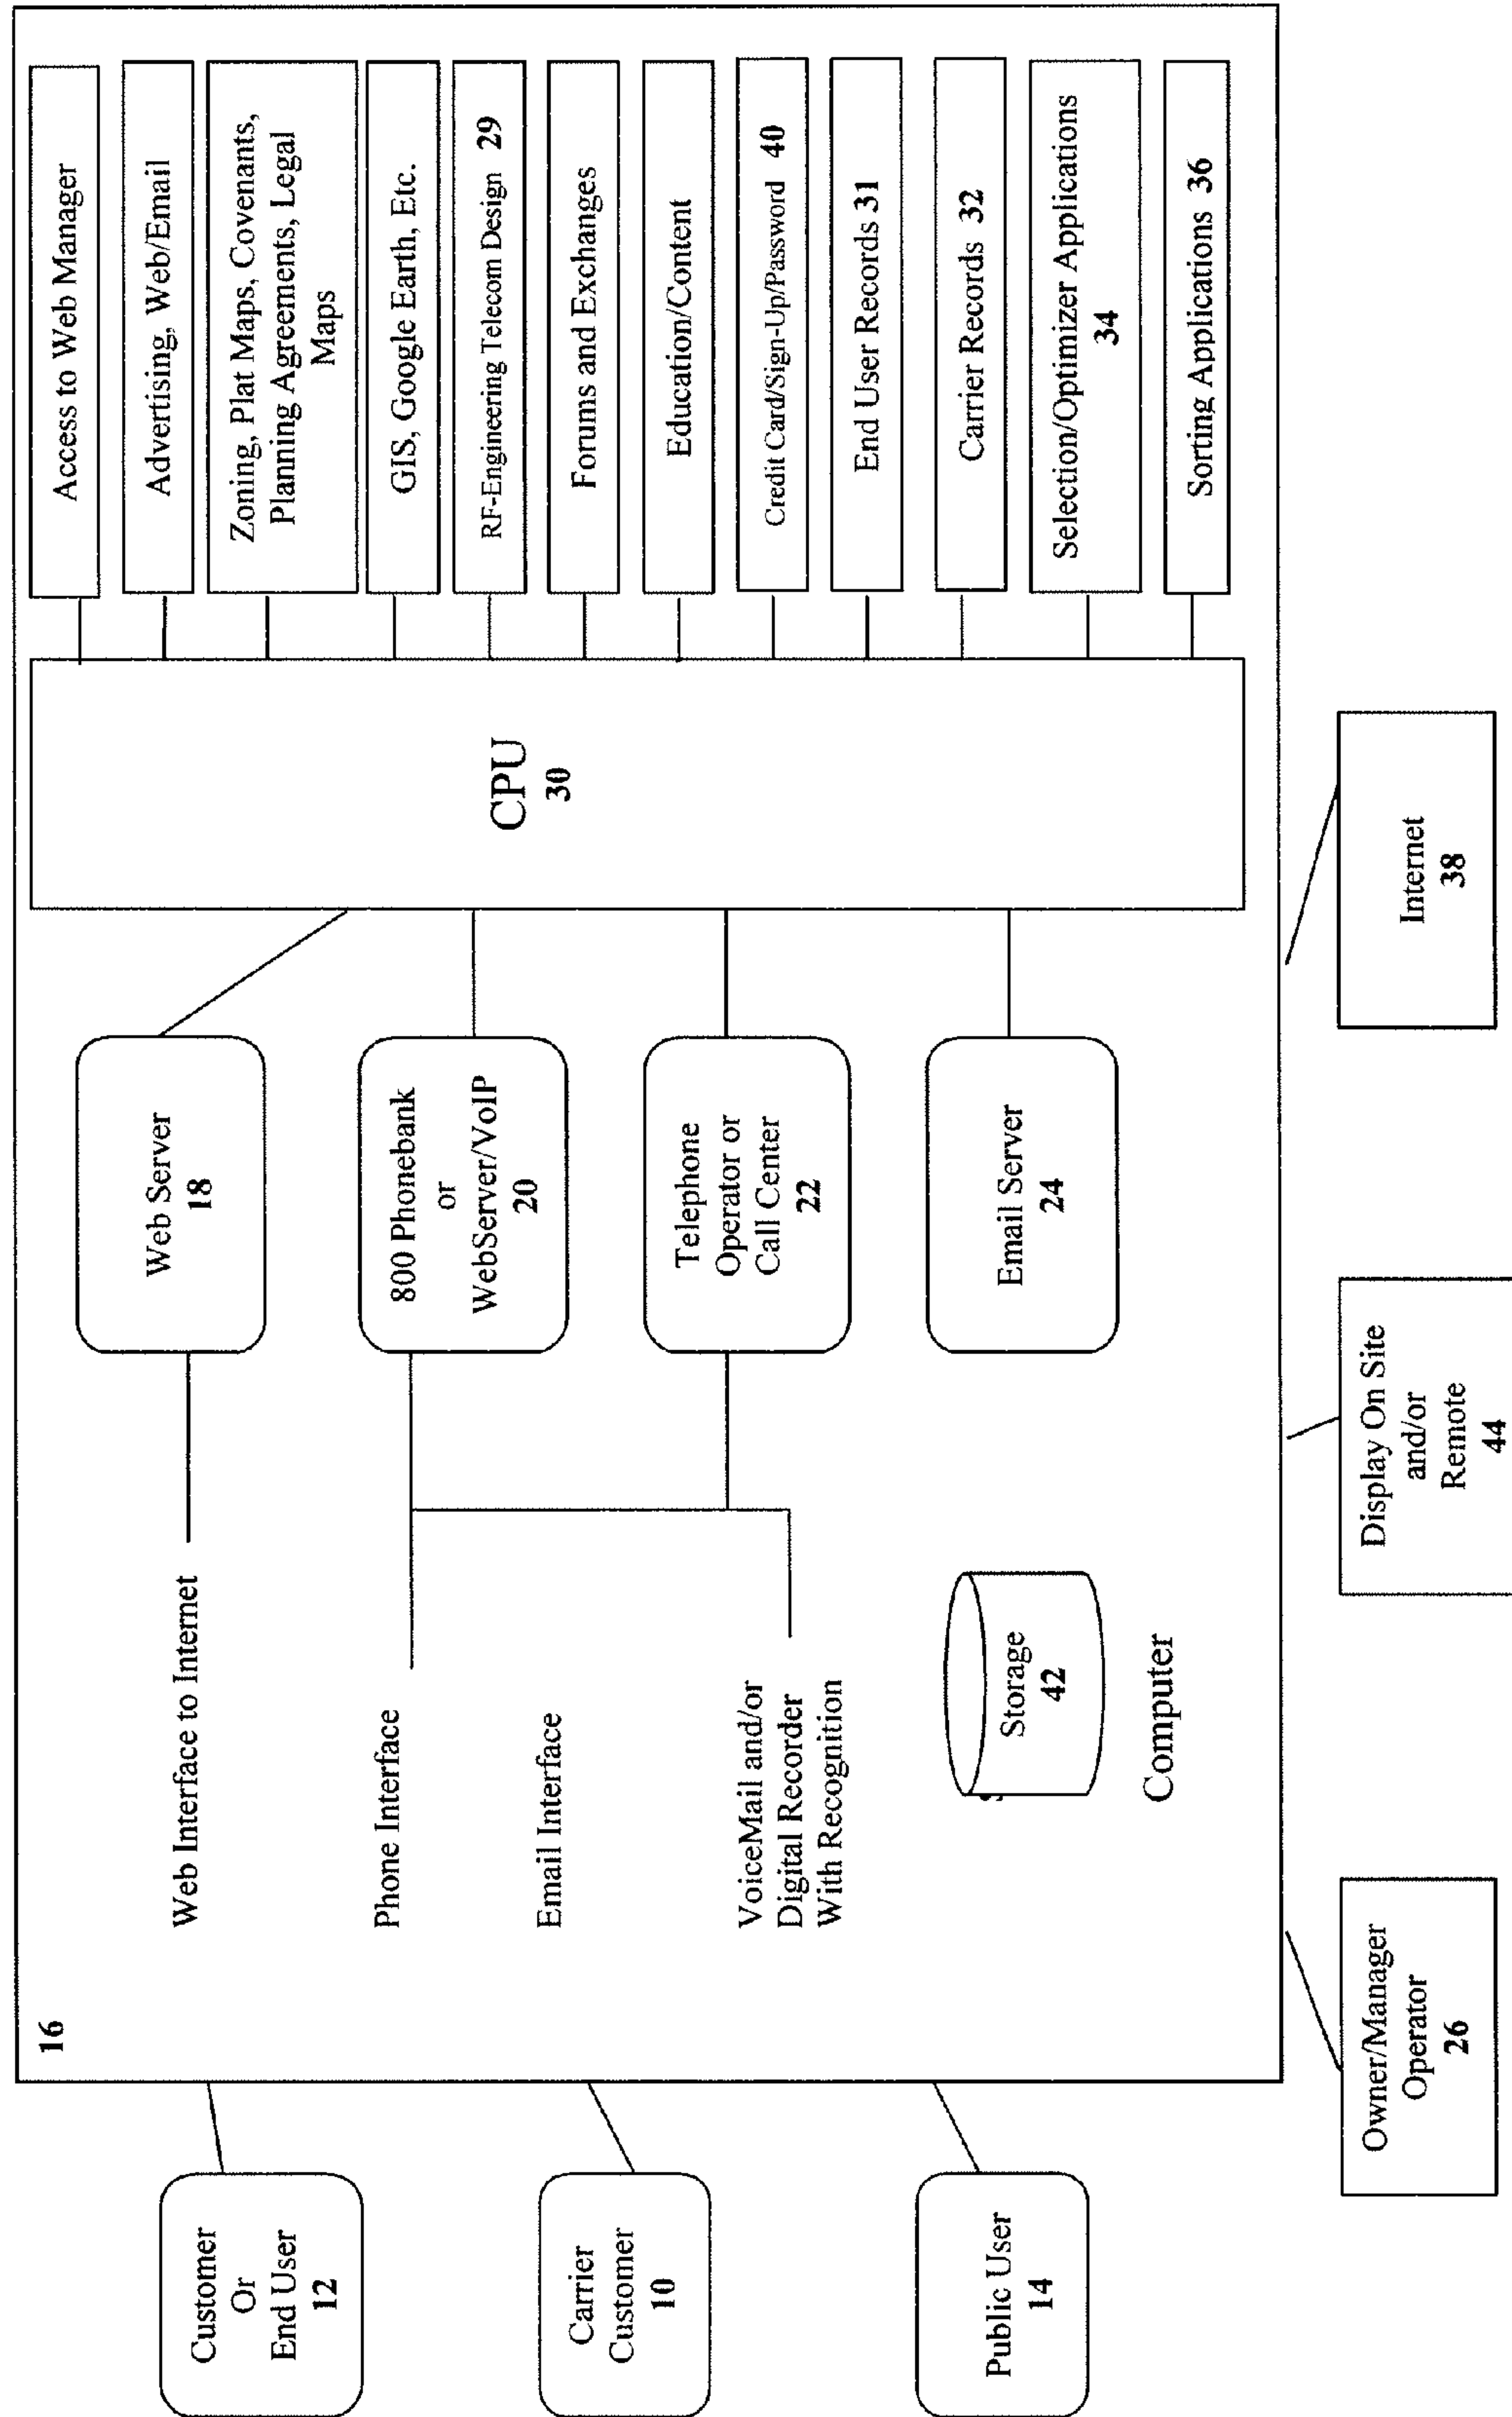 16
Customer
Or
End User
12
Carrier
Customer
10
Public User
14
Web Interface to Internet
Phone Interface
Email Interface
VoiceMail and/or
Digital Recorder
With Recognition
Storage
42
Computer
Web Server
18
800 Phonebank
or
WebServer/VoIP
20
Telephone
Operator or
Call Center
22
Email Server
24
CPU
30
Access to Web Manager
Advertising, Web/Email
Zoning, Plat Maps, Covenants,
Planning Agreements, Legal
Maps
GIS, Google Earth, Etc.
RF-Engineering Telecom Design 29
Forums and Exchanges
Education/Content
Credit Card/Sign-Up/Password 40
End User Records 31
Carrier Records 32
Selection/Optimizer Applications
34
Sorting Applications 36
Owner/Manager
Operator
26
Display On Site
and/or
Remote
44
Internet
38